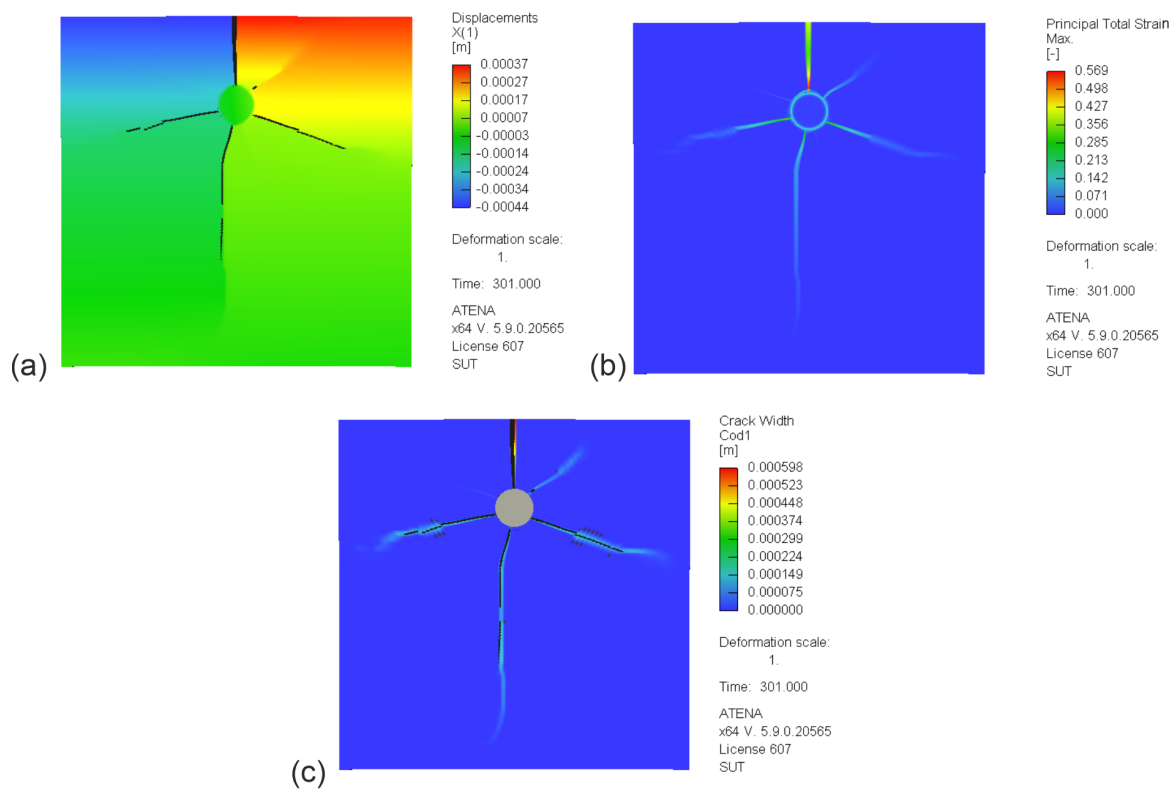 Displacements
X(1)
[m]
0.00037
0.00027
0.00017
0.00007
-0.00003
-0.00014
-0.00024
-0.00034
-0.00044
Deformation scale:
1.
Time: 301.000
ATENA
x64 V. 5.9.0.20565
License 607
SUT
(a)
Principal Total Strain
Max.
[-]
0.569
0.498
0.427
0.356
0.285
0.213
0.142
0.071
0.000
Deformation scale:
1.
Time: 301.000
ATENA
x64 V. 5.9.0.20565
License 607
SUT
(b)
Crack Width
Cod1
[m]
0.000598
0.000523
0.000448
0.000374
0.000299
0.000224
0.000149
0.000075
0.000000
Deformation scale:
1.
Time: 301.000
ATENA
x64 V. 5.9.0.20565
License 607
SUT
(c)